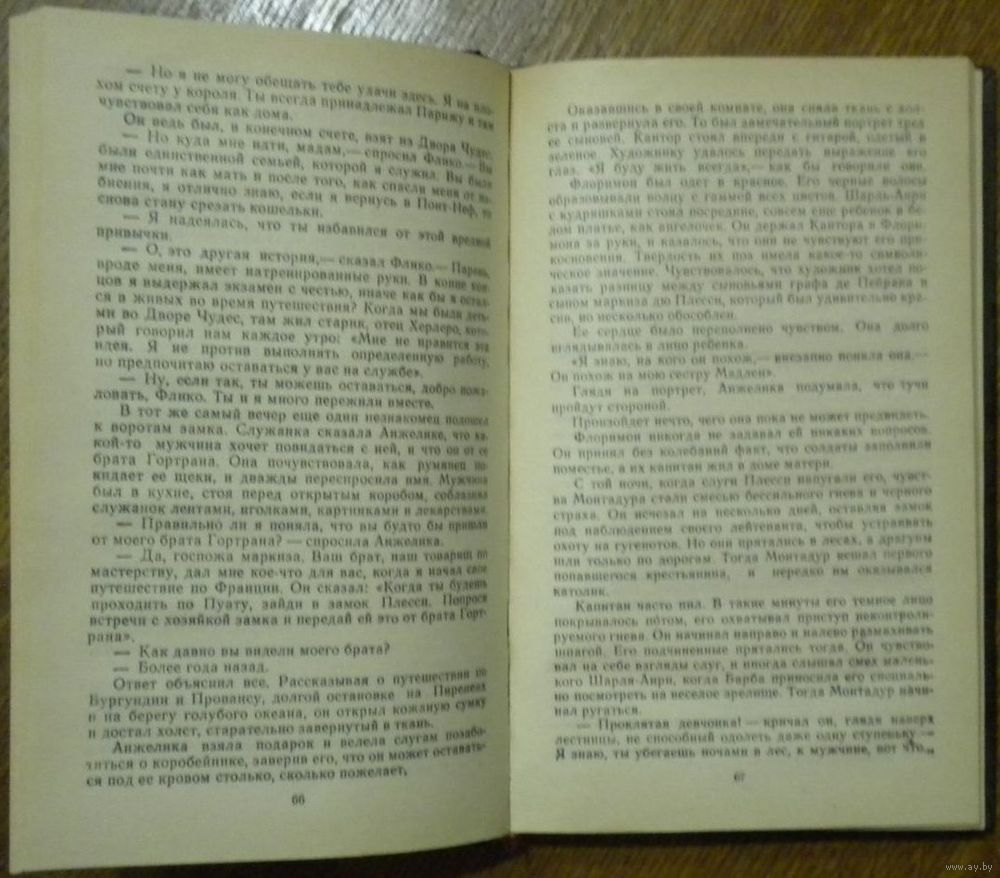 — Но я не могу обещать тебе удачи здесь. Я на пло-
хом счету у короля. Ты всегда принадлежал Парижу и там
чувствовал себя как дома.
Он ведь был, в конечном счете, взят из Двора Чудес.
— Но куда мне идти, мадам,— спросил Флико.— Вы
были единственной семьей, которой я служил. Вы были
мне почти как мать и после того, как спасли меня от из-
биения, я отлично знаю, если я вернусь в Понт-Неф, то
снова стану срезать кошельки.
— Я надеялась, что ты избавился от этой вредной
привычки.
— О, это другая история,— сказал Флико.— Парень,
вроде меня, имеет натренированные руки. В конце кон-
цов я выдержал экзамен с честью, иначе как бы я остал-
ся в живых во время путешествия? Когда мы были деть-
ми во Дворе Чудес, там жил старик, отец Херлеро, кото-
рый говорил нам каждое утро: «Мне не нравится эта
идея. Я не против выполнять определенную работу,
но предпочитаю оставаться у вас на службе».
— Ну, если так, ты можешь оставаться, добро пожа-
ловать, Флико. Ты и я много пережили вместе.
В тот же самый вечер еще один незнакомец подошел
к воротам замка. Служанка сказала Анжелике, что ка-
кой-то мужчина хочет повидаться с ней, и что он от ее
брата Гортрана. Она почувствовала, как румянец по-
кидает ее щеки, и дважды переспросила имя. Мужчина
был в кухне, стоя перед открытым коробом, соблазняя
служанок лентами, иголками, картинками и лекарствами.
— Правильно ли я поняла, что вы будто бы пришли
от моего брата Гортрана? — спросила Анжелика.
— Да, госпожа маркиза. Ваш брат, наш товарищ по
мастерству, дал мне кое-что для вас, когда я начал свое
путешествие по Франции. Он сказал: «Когда ты будешь
проходить по Пуату, зайди в замок Плесси. Попроси
встречи с хозяйкой замка и передай ей это от брата Горт-
рана».
— Как давно вы видели моего брата?
— Более года назад.
Ответ объяснил все. Рассказывая о путешествии по
Бургундии и Провансу, долгой остановке на Пиренеях
и на берегу голубого океана, он открыл кожаную сумку
и достал холст, старательно завернутый в ткань.
Анжелика взяла подарок и велела слугам позабо-
титься о коробейнике, заверив его, что он может оставать-
ся под ее кровом столько, сколько пожелает.
66
Оказавшись в своей комнате, она сняла ткань с хол-
ста и развернула его. То был замечательный портрет трех
ее сыновей. Кантор стоял впереди с гитарой, одетый в
зеленое. Художнику удалось передать выражение его
глаз. «Я буду жить всегда»,— как бы говорили они.
Флоримон был одет в красное. Его черные волосы
образовывали волну с гаммой всех цветов. Шарль-Анри
с кудряшками стоял посредине, совсем еще ребенок в бе-
лом платье, как ангелочек. Он держал Кантора и Флори-
мона за руки, и казалось, что они не чувствуют его при-
косновения. Твердость их поз имела какое-то символи-
ческое значение. Чувствовалось, что художник хотел по-
казать разницу между сыновьями графа де Пейрака и
сыном маркиза дю Плесси, который был удивительно кра-
сив, но несколько обособлен.
Ее сердце было переполнено чувством. Она долго
вглядывалась в лицо ребенка.
«Я знаю, на кого он похож,— внезапно поняла она.—
Он похож на мою сестру Мадлен».
Глядя на портрет, Анжелика подумала, что тучи
пройдут стороной.
Произойдет нечто, чего она пока не может предвидеть.
Флоримон никогда не задавал ей никаких вопросов.
Он принял без колебаний факт, что солдаты заполнили
поместье, а их капитан жил в доме матери.
С той ночи, когда слуги Плесси напугали его, чувст-
ва Монтадура стали смесью бессильного гнева и черного
страха. Он исчезал на несколько дней, оставляя замок
под наблюдением своего лейтенанта, чтобы устраивать
охоту на гугенотов. Но они прятались в лесах, а драгуны
шли только по дорогам. Тогда Монтадур вешал первого
попавшегося крестьянина, и нередко им оказывался
католик.
Капитан часто пил. В такие минуты его темное лицо
покрывалось потом, его охватывал приступ неконтроли-
руемого гнева. Он начинал направо и налево размахивать
шпагой. Его подчиненные прятались тогда. Он чувство-
вал на себе взгляды слуг, и иногда слышал смех малень-
кого Шарля-Анри, когда Барба приносила его специаль-
но посмотреть на веселое зрелище. Тогда Монтадур начи-
нал ругаться.
— Проклятая девчонка! — кричал он, глядя наверх
лестницы, не способный одолеть даже одну ступеньку.—
Я знаю, ты убегаешь ночами в лес, к мужчине, вот что..,
67
www.ay.by